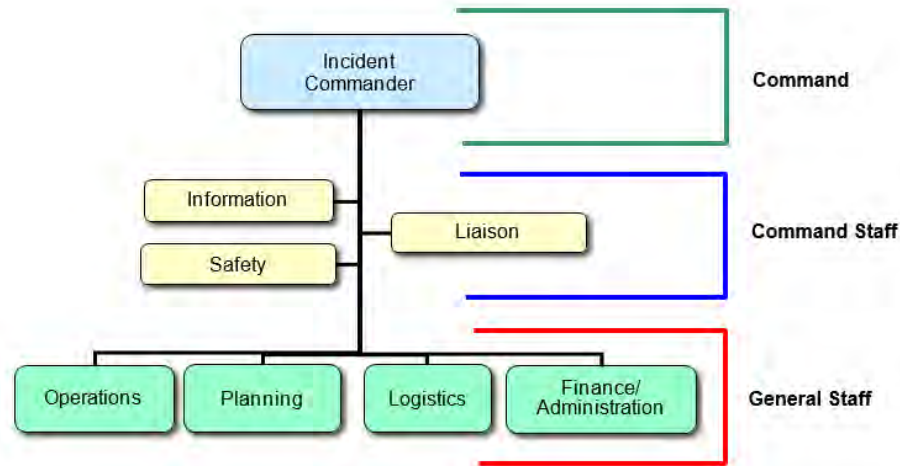 Incident
Commander
Command
Information
Liaison
Safety
Command Staff
Operations
Planning
Logistics
Finance/
Administration
General Staff